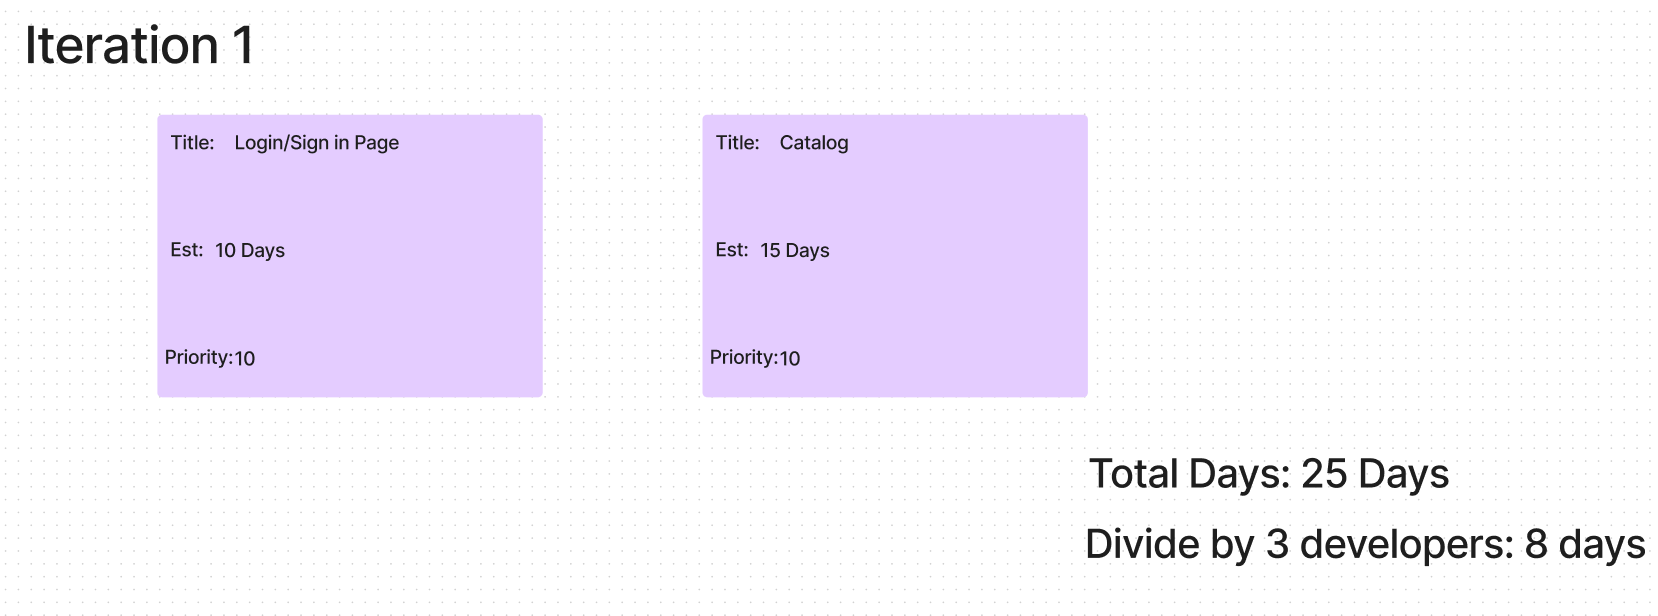 Iteration 1
Title: Login/Sign in Page
Est: 10 Days
Priority:10
Title: Catalog
Est: 15 Days
Priority:10
Total Days: 25 Days
Divide by 3 developers: 8 days